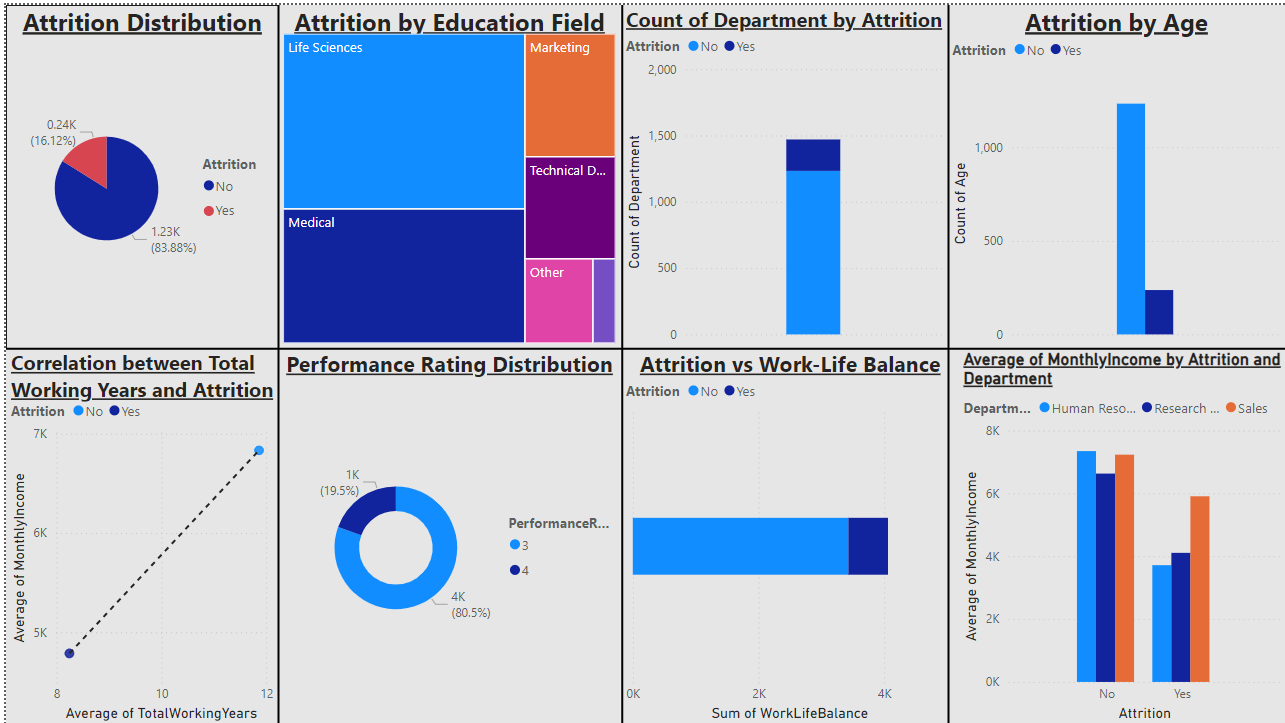 Attrition Distribution
0.24K
(16.12%)
Attrition
No
Yes
1.23K
(83.88%)
Attrition by Education Field
Life Sciences
Marketing
Technical D...
Medical
Other
Count of Department by Attrition
Attrition No Yes
2,000
1,500
1,000
500
0
Count of Department
Attrition by Age
Attrition No Yes
1,000
500
0
Count of Age
Correlation between Total
Working Years and Attrition
Attrition No Yes
7K
6K
5K
Average of MonthlyIncome
8 10 12
Average of TotalWorkingYears
Performance Rating Distribution
1K
(19.5%)
PerformanceR...
3
4
4K
(80.5%)
Attrition vs Work-Life Balance
Attrition No Yes
0K 2K 4K
Sum of WorkLifeBalance
Average of MonthlyIncome by Attrition and
Department
Departm... Human Reso... Research ... Sales
8K
6K
4K
2K
0K
Average of MonthlyIncome
No Yes
Attrition